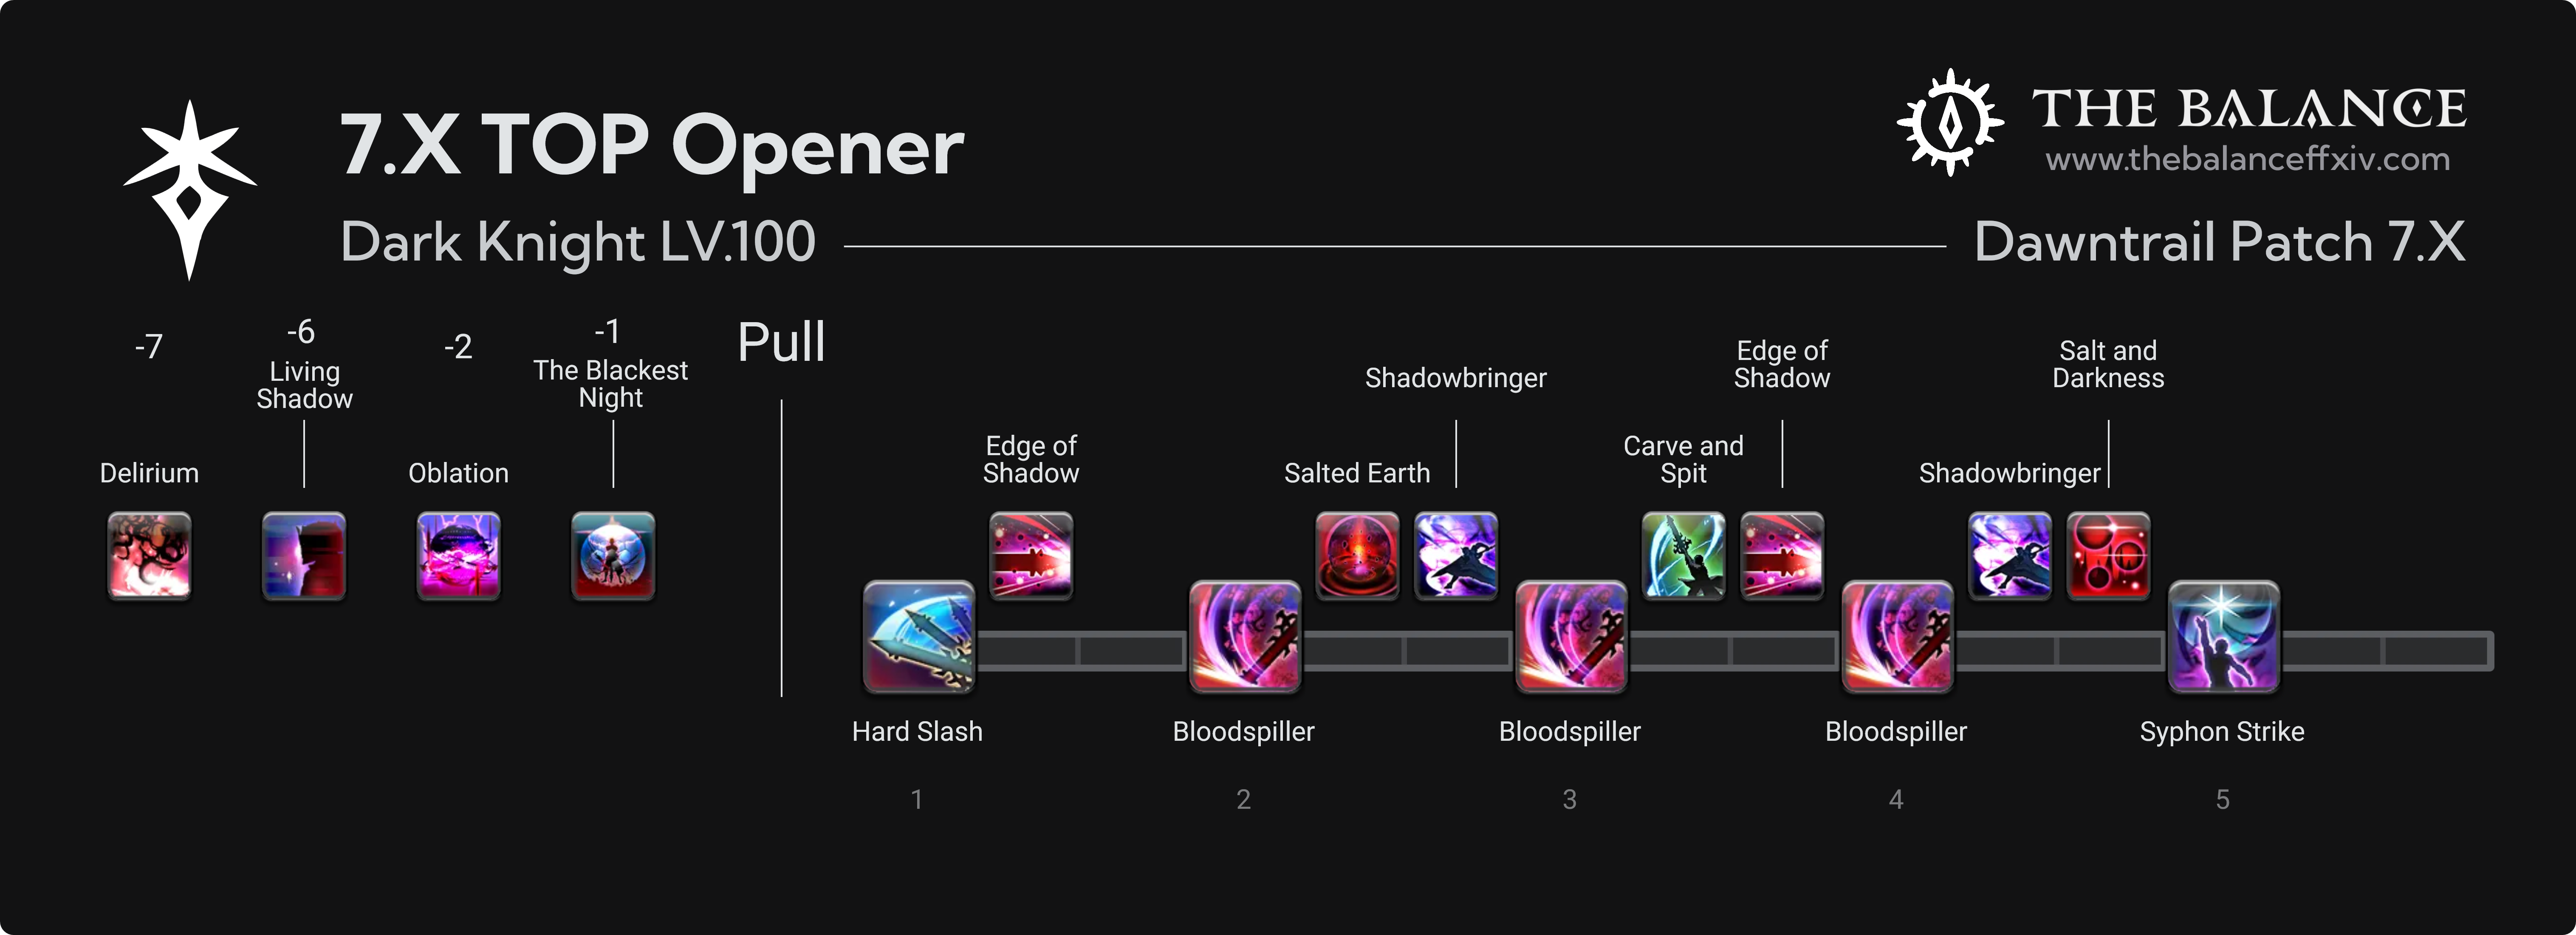 7.X TOP Opener
THE BALANCE
www.thebalanceffxiv.com
Dark Knight LV.100
Dawntrail Patch 7.X
-7
Delirium
-6
Living
Shadow
-2
Oblation
-1
The Blackest
Night
Pull
Edge of
Shadow
Salted Earth
Shadowbringer
Carve and
Spit
Edge of
Shadow
Shadowbringer
Salt and
Darkness
Hard Slash
Bloodspiller
Bloodspiller
Bloodspiller
Syphon Strike
1
2
3
4
5